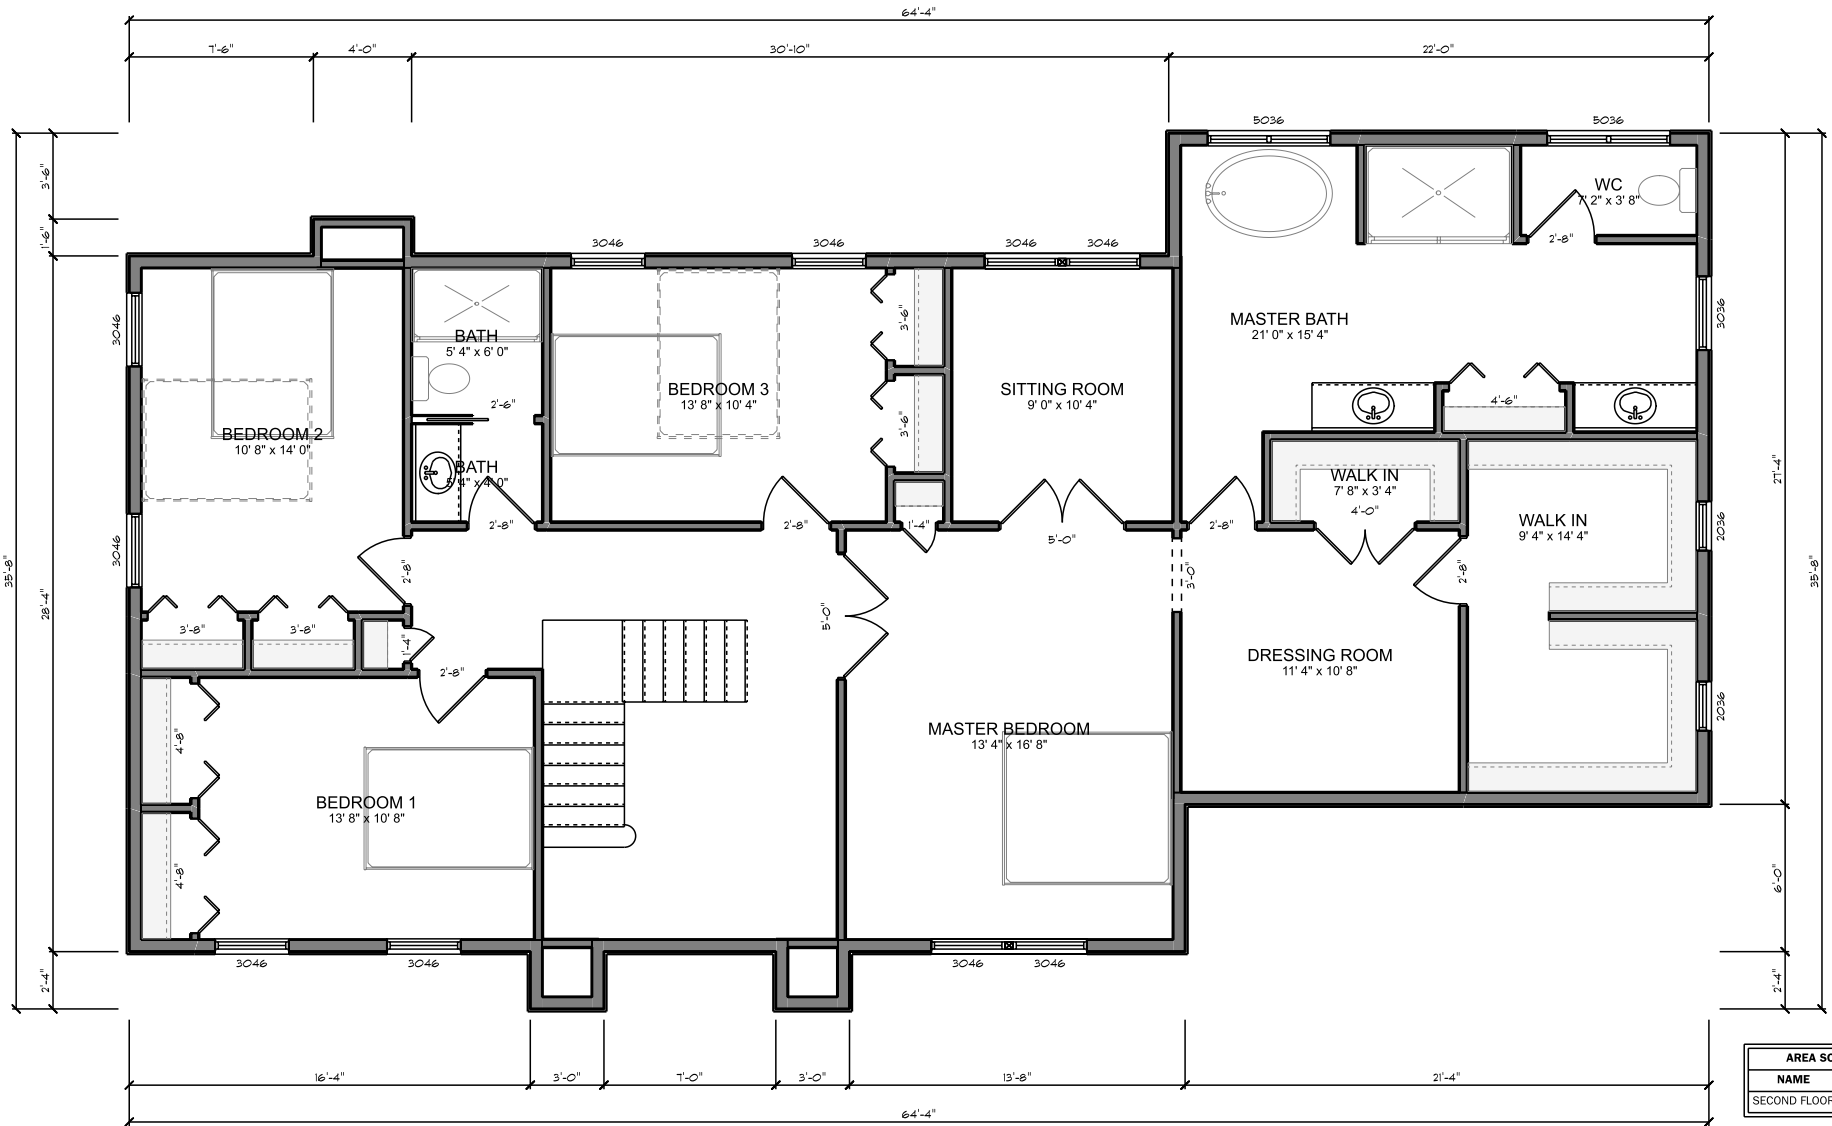 64'-4"
7'-6" 4'-0" 30'-10" 22'-0"
5036 5036
3'-6"
WC
7' 2" x 3' 8"
2'-8"
1'-6"
3046 3046 3046 3046
3046
3'-6"
3036
MASTER BATH
21' 0" x 15' 4"
BATH
5' 4" x 6' 0"
BEDROOM 3
13' 8" x 10' 4"
SITTING ROOM
9' 0" x 10' 4"
2'-6"
3'-6"
4'-6"
BEDROOM 2
10' 8" x 14' 0"
BATH
5' 4" x 4' 0"
WALK IN
7' 8" x 3' 4"
4'-0"
27'-4"
2'-8" 2'-8" 1'-4" 5'-0" 2'-8"
WALK IN
9' 4" x 14' 4"
2036
3046
35'-8"
35'-8"
2'-8"
3'-0"
2'-8"
28'-4"
3'-8" 3'-8"
1'-4"
5'-0"
2'-8"
DRESSING ROOM
11' 4" x 10' 8"
2036
4'-8"
MASTER BEDROOM
13' 4" x 16' 8"
BEDROOM 1
13' 8" x 10' 8"
4'-8"
6'-0"
3046 3046 3046 3046
2'-4"
2'-4"
16'-4" 3'-0" 7'-0" 3'-0" 13'-8" 21'-4"
64'-4"
AREA SC
NAME
SECOND FLOOR